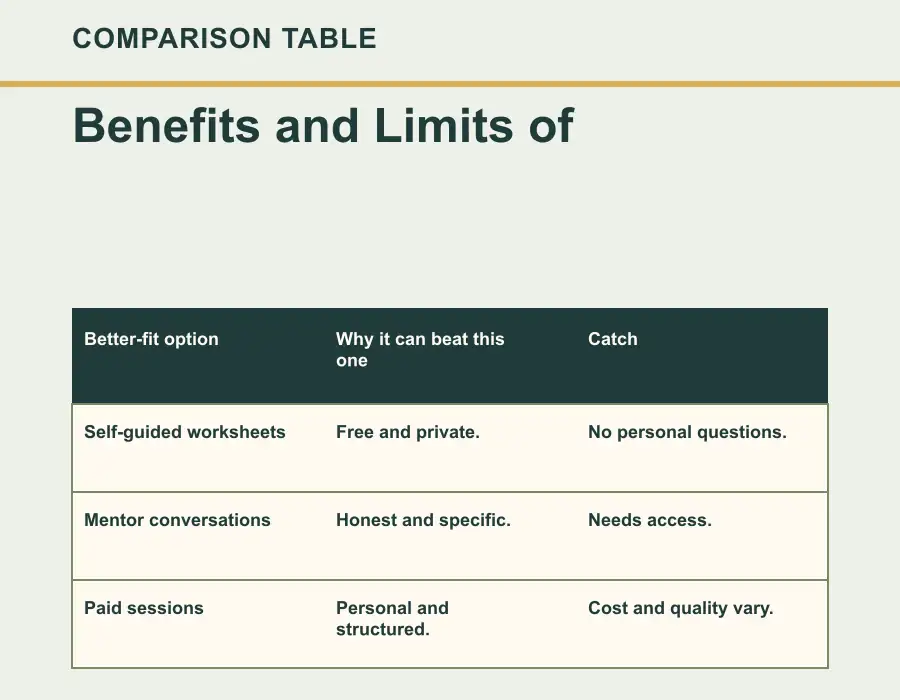 COMPARISON TABLE
Benefits and Limits of
Better-fit option
Why it can beat this
one
Catch
Self-guided worksheets
Free and private.
No personal questions.
Mentor conversations
Honest and specific.
Needs access.
Paid sessions
Personal and
structured.
Cost and quality vary.